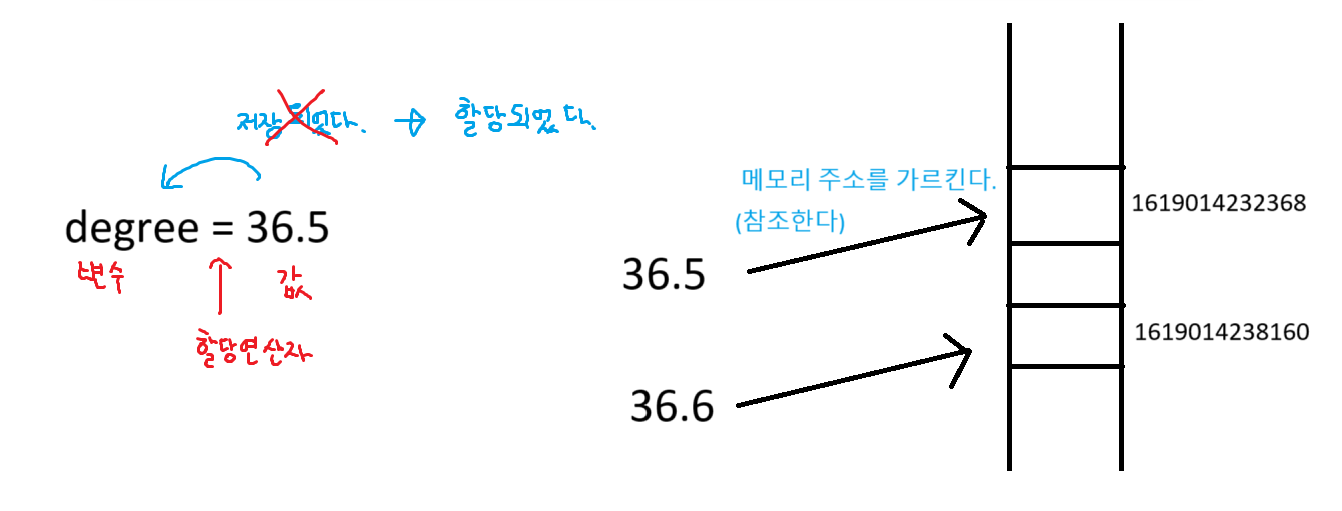 저장되었다. → 할당되었다.
degree = 36.5
변수
값
할당연산자
메모리 주소를 가르킨다.
(참조한다)
36.5
36.6
1619014232368
1619014238160